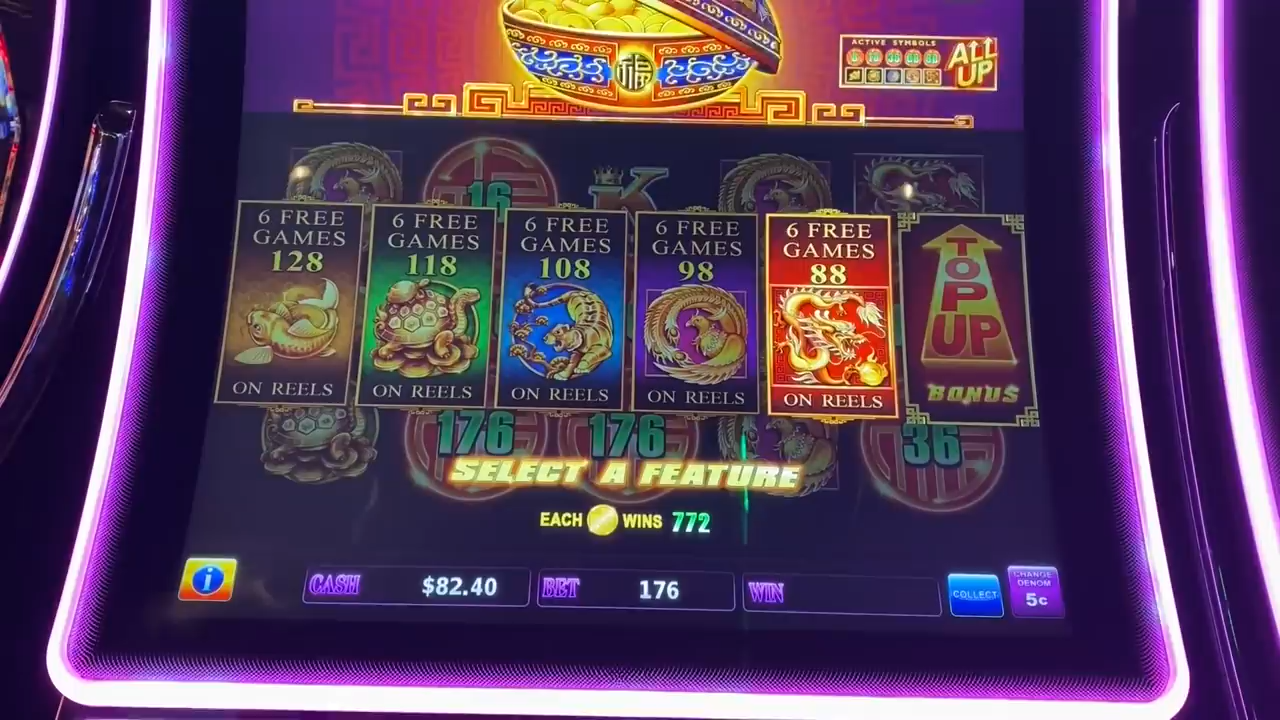 ACTIVE SYMBOLS
ALL UP
福
16
K
6 FREE GAMES
128
ON REELS
6 FREE GAMES
118
ON REELS
6 FREE GAMES
108
ON REELS
6 FREE GAMES
98
ON REELS
6 FREE GAMES
88
ON REELS
TOP UP
BONUS
176
176
36
SELECT A FEATURE
EACH WINS 772
i
CASH $82.40
BET 176
WIN
COLLECT
CHANGE DENOM
5c